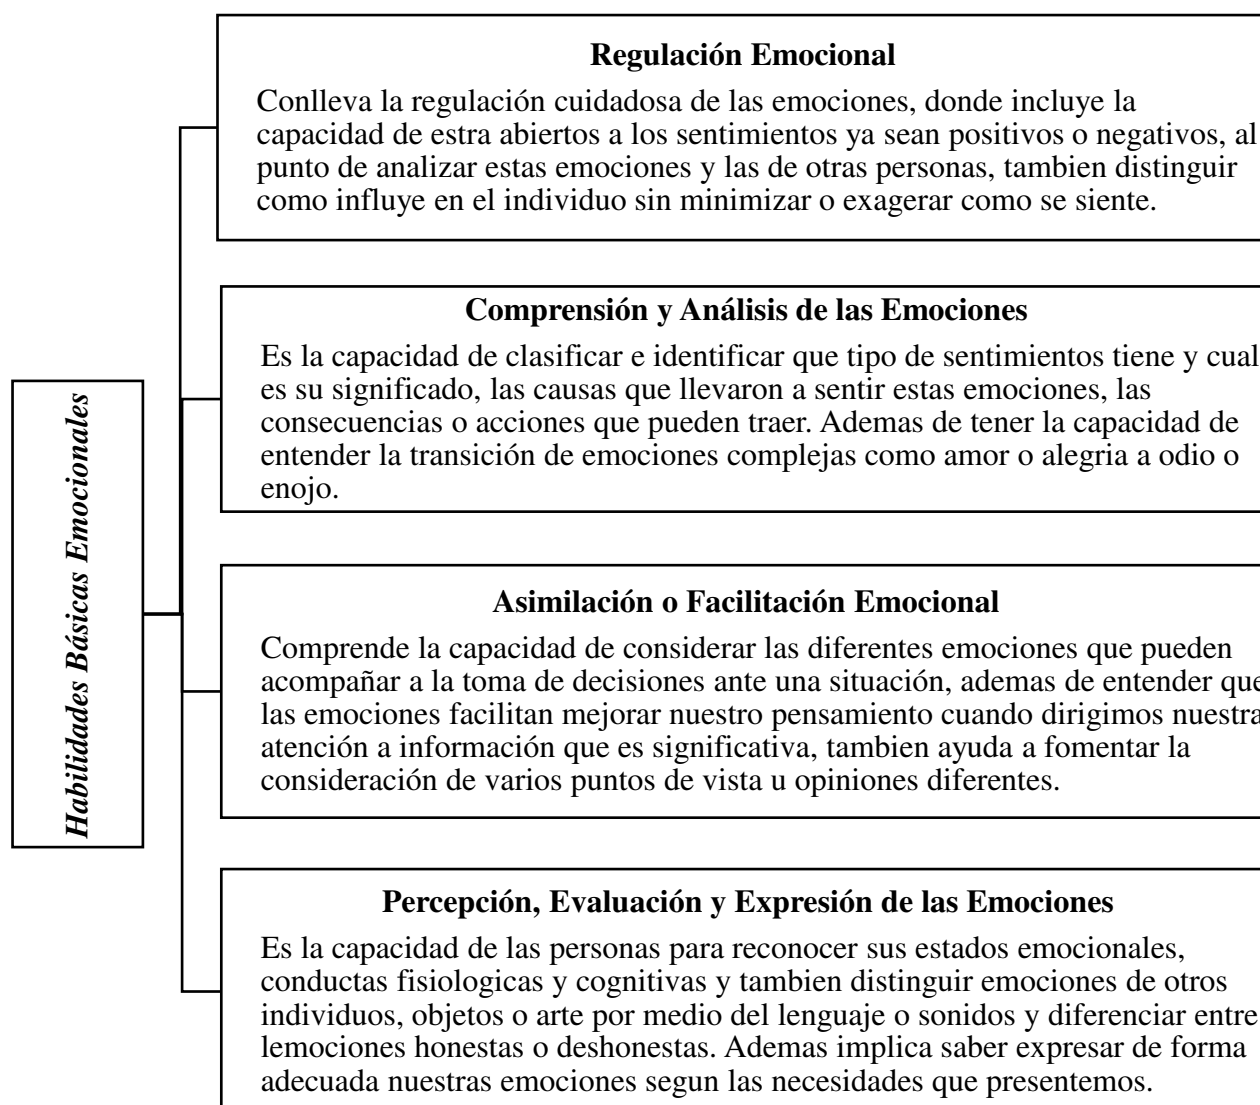 Habilidades Básicas Emocionales
Regulación Emocional
Conlleva la regulación cuidadosa de las emociones, donde incluye la
capacidad de estra abiertos a los sentimientos ya sean positivos o negativos, al
punto de analizar estas emociones y las de otras personas, tambien distinguir
como influye en el individuo sin minimizar o exagerar como se siente.
Comprensión y Análisis de las Emociones
Es la capacidad de clasificar e identificar que tipo de sentimientos tiene y cual
es su significado, las causas que llevaron a sentir estas emociones, las
consecuencias o acciones que pueden traer. Ademas de tener la capacidad de
entender la transición de emociones complejas como amor o alegria a odio o
enojo.
Asimilación o Facilitación Emocional
Comprende la capacidad de considerar las diferentes emociones que pueden
acompañar a la toma de decisiones ante una situación, ademas de entender que
las emociones facilitan mejorar nuestro pensamiento cuando dirigimos nuestra
atención a información que es significativa, tambien ayuda a fomentar la
consideración de varios puntos de vista u opiniones diferentes.
Percepción, Evaluación y Expresión de las Emociones
Es la capacidad de las personas para reconocer sus estados emocionales,
conductas fisiologicas y cognitivas y tambien distinguir emociones de otros
individuos, objetos o arte por medio del lenguaje o sonidos y diferenciar entre
lemociones honestas o deshonestas. Ademas implica saber expresar de forma
adecuada nuestras emociones segun las necesidades que presentemos.